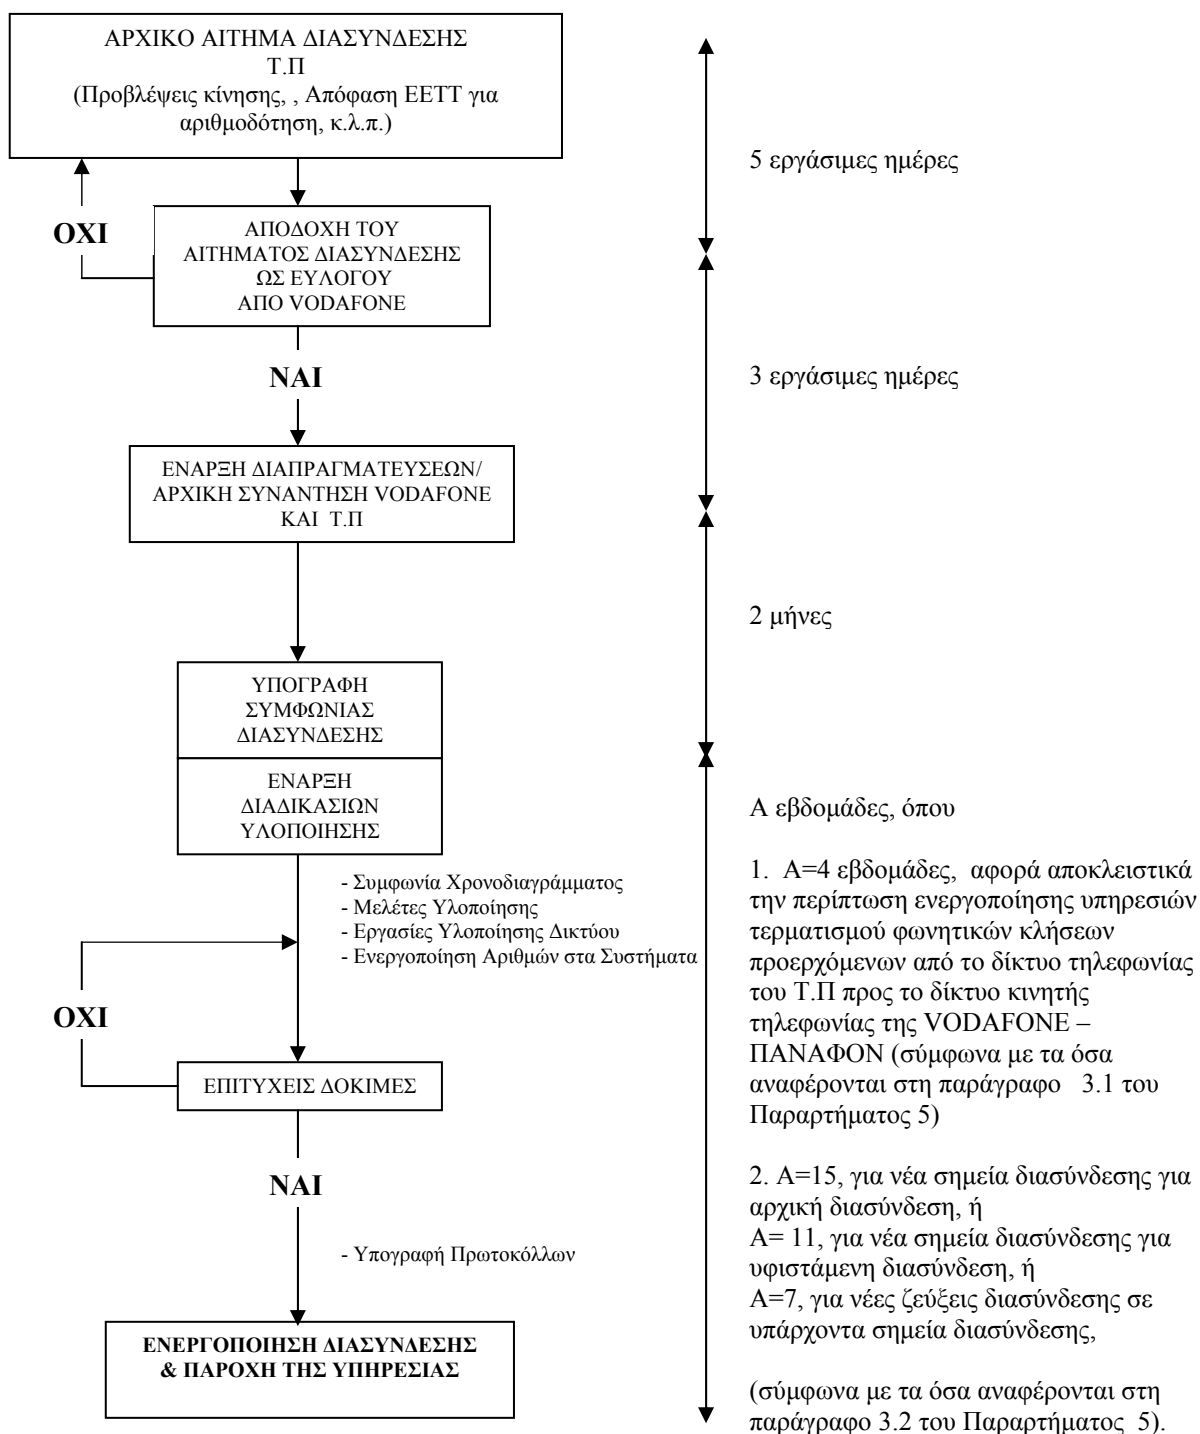 ΑΡΧΙΚΟ ΑΙΤΗΜΑ ΔΙΑΣΥΝΔΕΣΗΣ
Τ.Π
(Προβλέψεις κίνησης, , Απόφαση ΕΕΤΤ για
αριθμοδότηση, κ.λ.π.)
5 εργάσιμες ημέρες
ΟΧΙ
ΑΠΟΔΟΧΗ ΤΟΥ
ΑΙΤΗΜΑΤΟΣ ΔΙΑΣΥΝΔΕΣΗΣ
ΩΣ ΕΥΛΟΓΟΥ
ΑΠΟ VODAFONE
ΝΑΙ
3 εργάσιμες ημέρες
ΕΝΑΡΞΗ ΔΙΑΠΡΑΓΜΑΤΕΥΣΕΩΝ/
ΑΡΧΙΚΗ ΣΥΝΑΝΤΗΣΗ VODAFONE
ΚΑΙ Τ.Π
2 μήνες
ΥΠΟΓΡΑΦΗ
ΣΥΜΦΩΝΙΑΣ
ΔΙΑΣΥΝΔΕΣΗΣ
ΕΝΑΡΞΗ
ΔΙΑΔΙΚΑΣΙΩΝ
ΥΛΟΠΟΙΗΣΗΣ
- Συμφωνία Χρονοδιαγράμματος
- Μελέτες Υλοποίησης
- Εργασίες Υλοποίησης Δικτύου
- Ενεργοποίηση Αριθμών στα Συστήματα
ΟΧΙ
ΕΠΙΤΥΧΕΙΣ ΔΟΚΙΜΕΣ
ΝΑΙ
- Υπογραφή Πρωτοκόλλων
ΕΝΕΡΓΟΠΟΙΗΣΗ ΔΙΑΣΥΝΔΕΣΗΣ
& ΠΑΡΟΧΗ ΤΗΣ ΥΠΗΡΕΣΙΑΣ
Α εβδομάδες, όπου
1. Α=4 εβδομάδες, αφορά αποκλειστικά
την περίπτωση ενεργοποίησης υπηρεσιών
τερματισμού φωνητικών κλήσεων
προερχόμενων από το δίκτυο τηλεφωνίας
του Τ.Π προς το δίκτυο κινητής
τηλεφωνίας της VODAFONE –
ΠΑΝΑΦΟΝ (σύμφωνα με τα όσα
αναφέρονται στη παράγραφο 3.1 του
Παραρτήματος 5)
2. Α=15, για νέα σημεία διασύνδεσης για
αρχική διασύνδεση, ή
Α= 11, για νέα σημεία διασύνδεσης για
υφιστάμενη διασύνδεση, ή
Α=7, για νέες ζεύξεις διασύνδεσης σε
υπάρχοντα σημεία διασύνδεσης,
(σύμφωνα με τα όσα αναφέρονται στη
παράγραφο 3.2 του Παραρτήματος 5).